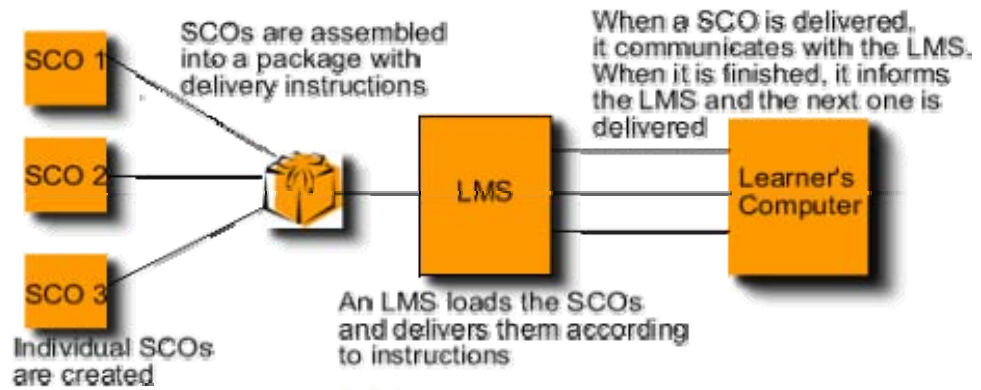 SCO 1
SCOs are assembled
into a package with
delivery instructions
When a SCO is delivered,
it communicates with the LMS.
When it is finished, it informs
the LMS and the next one is
delivered
SCO 2
LMS
Learner's
Computer
SCO 3
An LMS loads the SCOs
and delivers them according
to instructions
Individual SCOs
are created